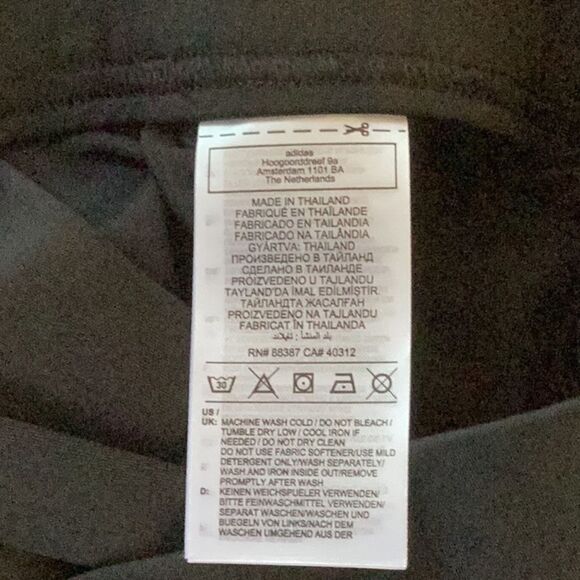 adidas
Hoogoorddreef 9a
Amsterdam 1101 BA
The Netherlands
MADE IN THAILAND
FABRIQUÉ EN THAÏLANDE
FABRICADO EN TAILANDIA
FABRICADO NA TAILÂNDIA
GYÁRTVA: THAILAND
ПРОИЗВЕДЕНО В ТАЙЛАНД
СДЕЛАНО В ТАИЛАНДЕ
PROIZVEDENO U TAJLANDU
TAYLAND'DA İMAL EDİLMİŞTİR.
ТАЙЛАНДТА ЖАСАЛҒАН
PROIZVEDENO NA TAJLANDU
FABRICAT ÎN THAILANDA
بلد المنشأ : تايلاند
RN# 88387 CA# 40312
30
US /
UK: MACHINE WASH COLD / DO NOT BLEACH /
TUMBLE DRY LOW / COOL IRON IF
NEEDED / DO NOT DRY CLEAN
DO NOT USE FABRIC SOFTENER/USE MILD
DETERGENT ONLY/WASH SEPARATELY/
WASH AND IRON INSIDE OUT/REMOVE
PROMPTLY AFTER WASH
D: KEINEN WEICHSPUELER VERWENDEN/
BITTE FEINWASCHMITTEL VERWENDEN/
SEPARAT WASCHEN/WASCHEN UND
BUEGELN VON LINKS/NACH DEM
WASCHEN UMGEHEND AUS DER